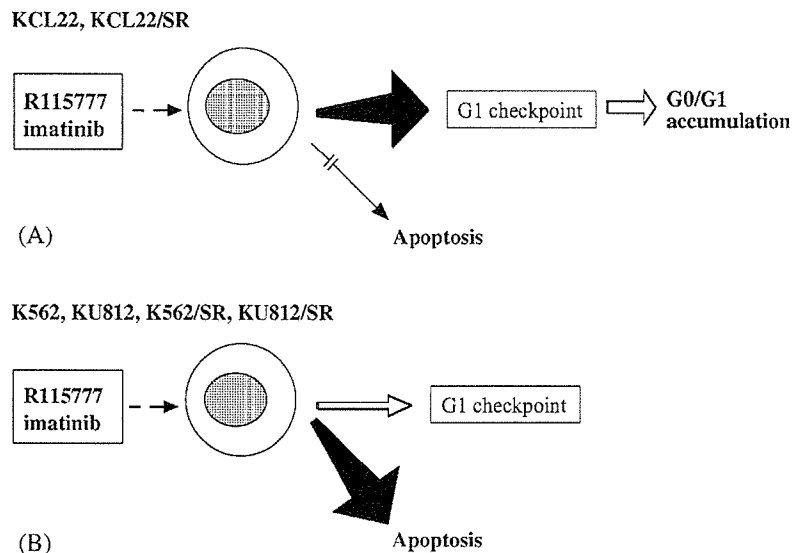 KCL22, KCL22/SR
R115777
imatinib
G1 checkpoint
G0/G1
accumulation
Apoptosis
(A)
K562, KU812, K562/SR, KU812/SR
R115777
imatinib
G1 checkpoint
Apoptosis
(B)